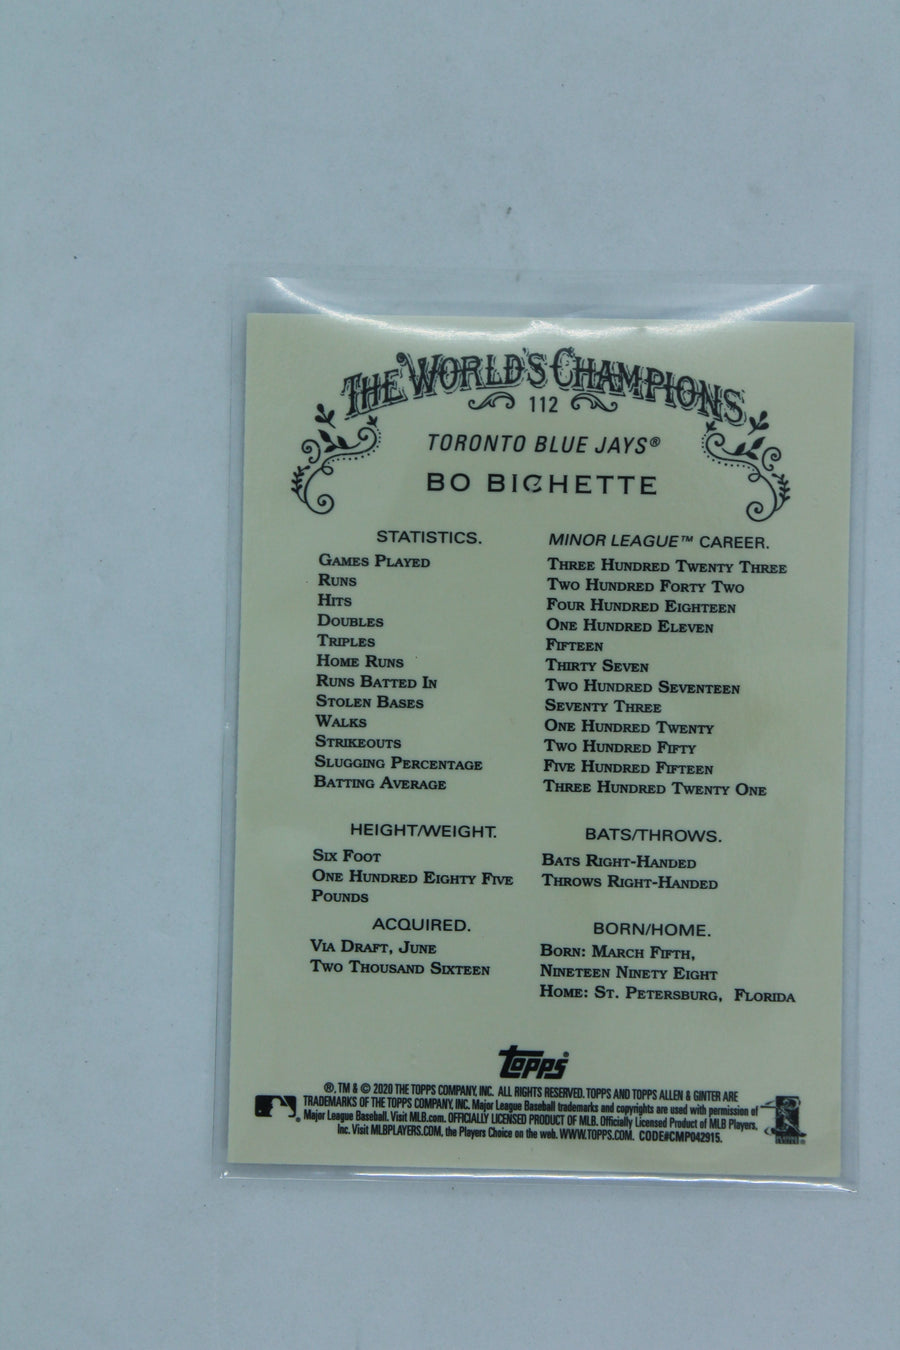 THE WORLD'S CHAMPIONS
112
TORONTO BLUE JAYS®
BO BICHETTE
STATISTICS. MINOR LEAGUE™ CAREER.
GAMES PLAYED THREE HUNDRED TWENTY THREE
RUNS TWO HUNDRED FORTY TWO
HITS FOUR HUNDRED EIGHTEEN
DOUBLES ONE HUNDRED ELEVEN
TRIPLES FIFTEEN
HOME RUNS THIRTY SEVEN
RUNS BATTED IN TWO HUNDRED SEVENTEEN
STOLEN BASES SEVENTY THREE
WALKS ONE HUNDRED TWENTY
STRIKEOUTS TWO HUNDRED FIFTY
SLUGGING PERCENTAGE FIVE HUNDRED FIFTEEN
BATTING AVERAGE THREE HUNDRED TWENTY ONE
HEIGHT/WEIGHT.
SIX FOOT
ONE HUNDRED EIGHTY FIVE
POUNDS
BATS/THROWS.
BATS RIGHT-HANDED
THROWS RIGHT-HANDED
ACQUIRED.
VIA DRAFT, JUNE
TWO THOUSAND SIXTEEN
BORN/HOME.
BORN: MARCH FIFTH,
NINETEEN NINETY EIGHT
HOME: ST. PETERSBURG, FLORIDA
topps®
®, TM & © 2020 THE TOPPS COMPANY, INC. ALL RIGHTS RESERVED. TOPPS AND TOPPS ALLEN & GINTER ARE
TRADEMARKS OF THE TOPPS COMPANY, INC. Major League Baseball trademarks and copyrights are used with permission of
Major League Baseball. Visit MLB.com. OFFICIALLY LICENSED PRODUCT OF MLB. Officially Licensed Product of MLB Players,
Inc. Visit MLBPLAYERS.COM, the Players Choice on the web. WWW.TOPPS.COM. CODE#CMP042915.